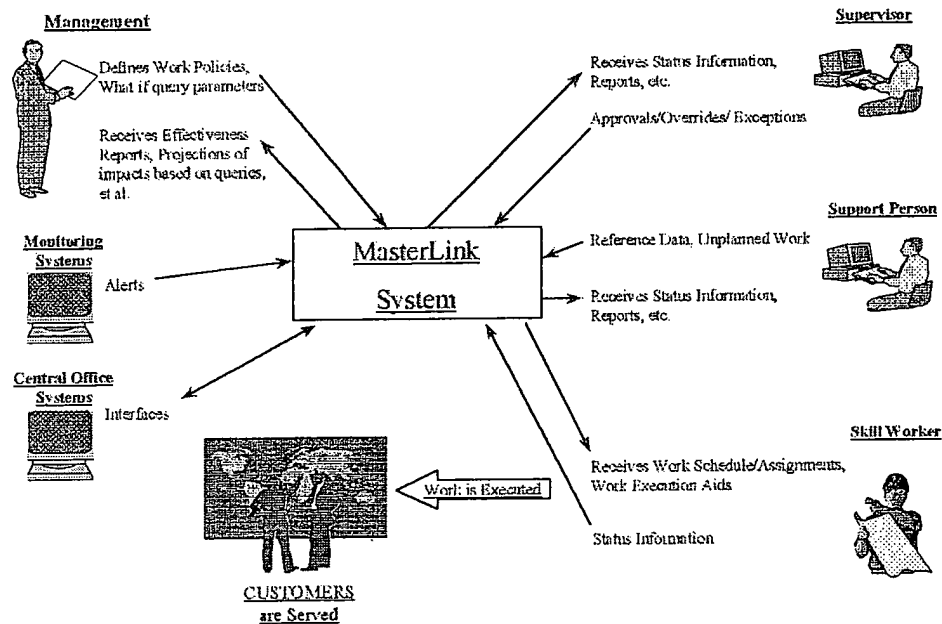 Management
Defines Work Policies,
What if query parameters
Receives Effectiveness
Reports, Projections of
impacts based on queries,
et al.
Monitoring
Systems
Alerts
Central Office
Systems
Interfaces
MasterLink
System
Supervisor
Receives Status Information,
Reports, etc.
Approvals/Overrides/ Exceptions
Support Person
Reference Data, Unplanned Work
Receives Status Information,
Reports, etc.
Skill Worker
Receives Work Schedule/Assignments,
Work Execution Aids
Status Information
Work is Executed
CUSTOMERS
are Served